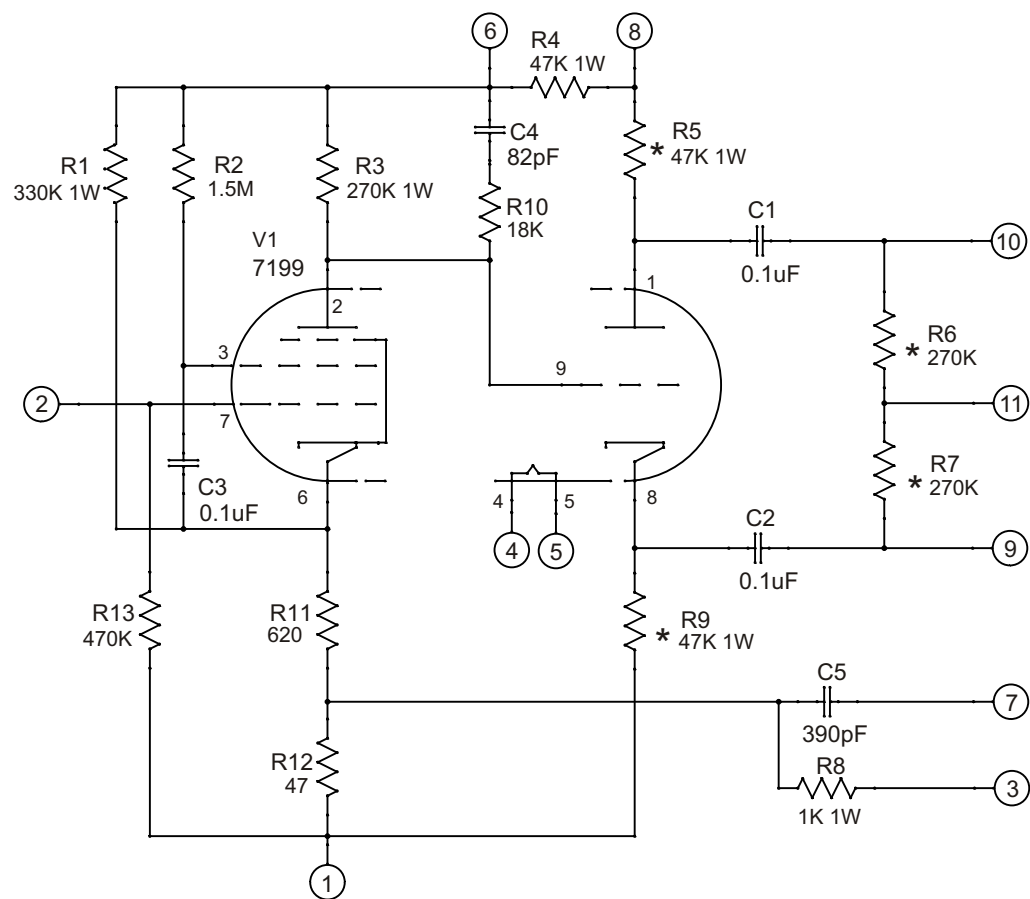 6
8
R4
47K 1W
R1
330K 1W
R2
1.5M
R3
270K 1W
C4
82pF
R10
18K
* R5
47K 1W
V1
7199
C1
0.1uF
10
2
1
3
9
7
2
R6
* 270K
11
C3
0.1uF
6
4
5
8
4
5
R7
* 270K
C2
0.1uF
9
R13
470K
R11
620
R9
* 47K 1W
R12
47
C5
390pF
7
R8
1K 1W
3
1